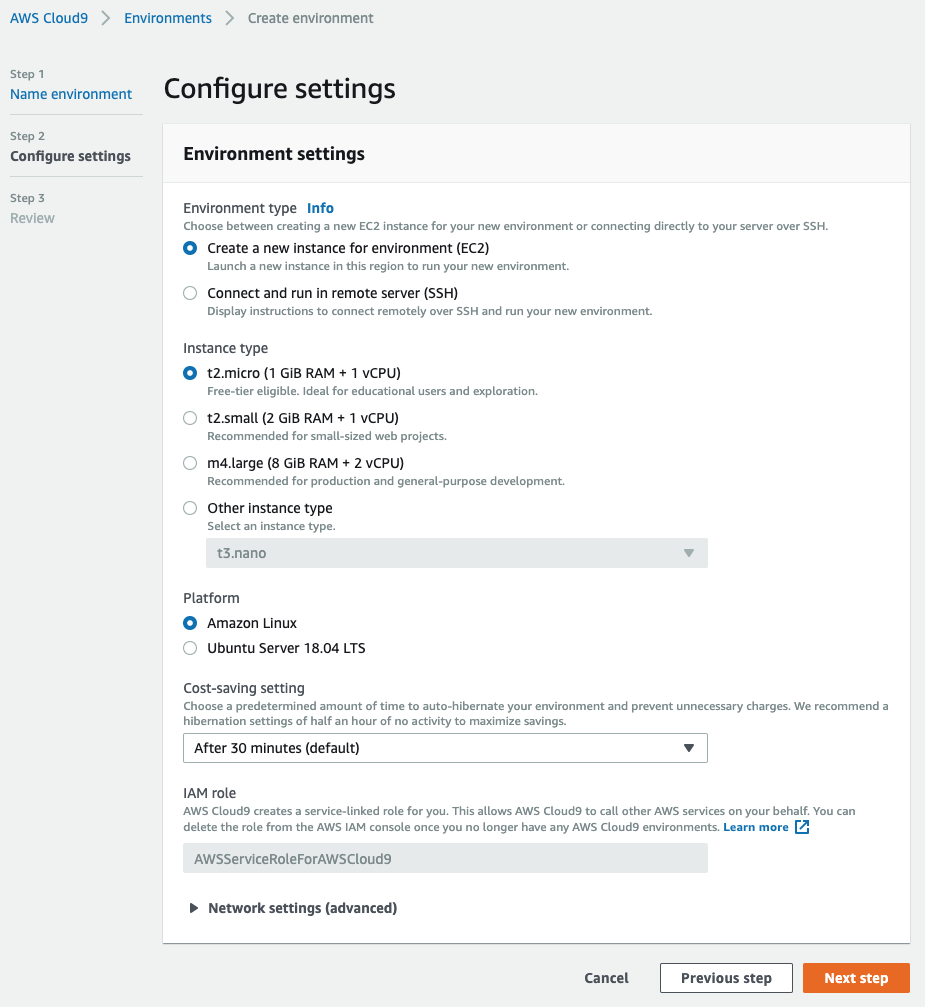 AWS Cloud9 > Environments > Create environment
Step 1
Name environment
Step 2
Configure settings
Step 3
Review
Configure settings
Environment settings
Environment type Info
Choose between creating a new EC2 instance for your new environment or connecting directly to your server over SSH.
Create a new instance for environment (EC2)
Launch a new instance in this region to run your new environment.
Connect and run in remote server (SSH)
Display instructions to connect remotely over SSH and run your new environment.
Instance type
t2.micro (1 GiB RAM + 1 vCPU)
Free-tier eligible. Ideal for educational users and exploration.
t2.small (2 GiB RAM + 1 vCPU)
Recommended for small-sized web projects.
m4.large (8 GiB RAM + 2 vCPU)
Recommended for production and general-purpose development.
Other instance type
Select an instance type.
t3.nano
Platform
Amazon Linux
Ubuntu Server 18.04 LTS
Cost-saving setting
Choose a predetermined amount of time to auto-hibernate your environment and prevent unnecessary charges. We recommend a
hibernation settings of half an hour of no activity to maximize savings.
After 30 minutes (default)
IAM role
AWS Cloud9 creates a service-linked role for you. This allows AWS Cloud9 to call other AWS services on your behalf. You can
delete the role from the AWS IAM console once you no longer have any AWS Cloud9 environments. Learn more
AWSServiceRoleForAWSCloud9
Network settings (advanced)
Cancel Previous step Next step